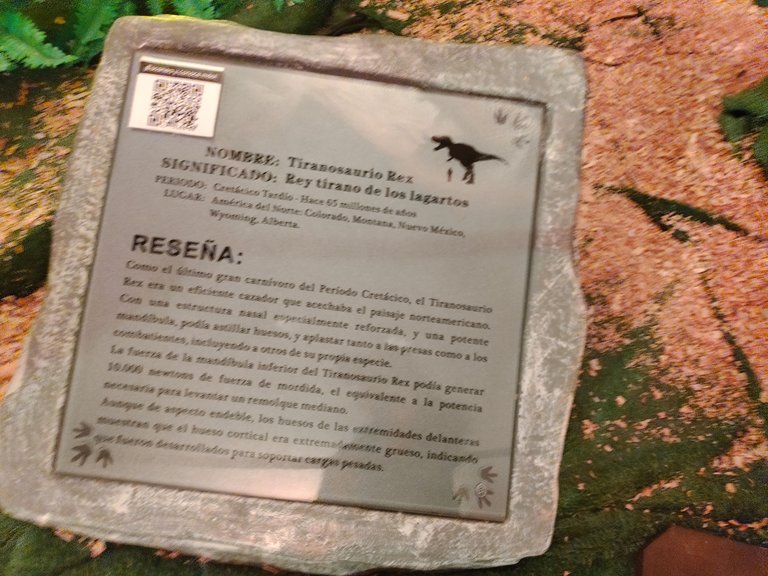 NOMBRE: Tiranosaurio Rex
SIGNIFICADO: Rey tirano de los lagartos
PERIODO: Cretácico Tardío - Hace 65 millones de años
LUGAR: América del Norte: Colorado, Montana, Nuevo México,
Wyoming, Alberta.
RESEÑA:
Como el último gran carnívoro del Período Cretácico, el Tiranosaurio
Rex era un eficiente cazador que acechaba el paisaje norteamericano.
Con una estructura nasal especialmente reforzada, y una potente
mandíbula, podía astillar huesos, y aplastar tanto a las presas como a los
combatientes, incluyendo a otros de su propia especie.
La fuerza de la mandíbula inferior del Tiranosaurio Rex podía generar
10.000 newtons de fuerza de mordida, el equivalente a la potencia
necesaria para levantar un remolque mediano.
Aunque de aspecto endeble, los huesos de las extremidades delanteras
muestran que el hueso cortical era extremadamente grueso, indicando
que fueron desarrollados para soportar cargas pesadas.